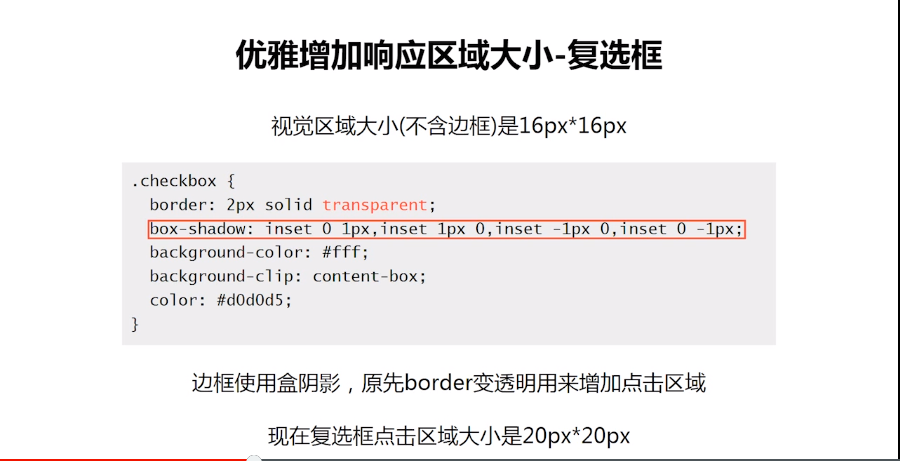 优雅增加响应区域大小-复选框
视觉区域大小(不含边框)是16px*16px
.checkbox {
border: 2px solid transparent;
box-shadow: inset 0 1px,inset 1px 0,inset -1px 0,inset 0 -1px;
background-color: #fff;
background-clip: content-box;
color: #d0d0d5;
}
边框使用盒阴影，原先border变透明用来增加点击区域
现在复选框点击区域大小是20px*20px